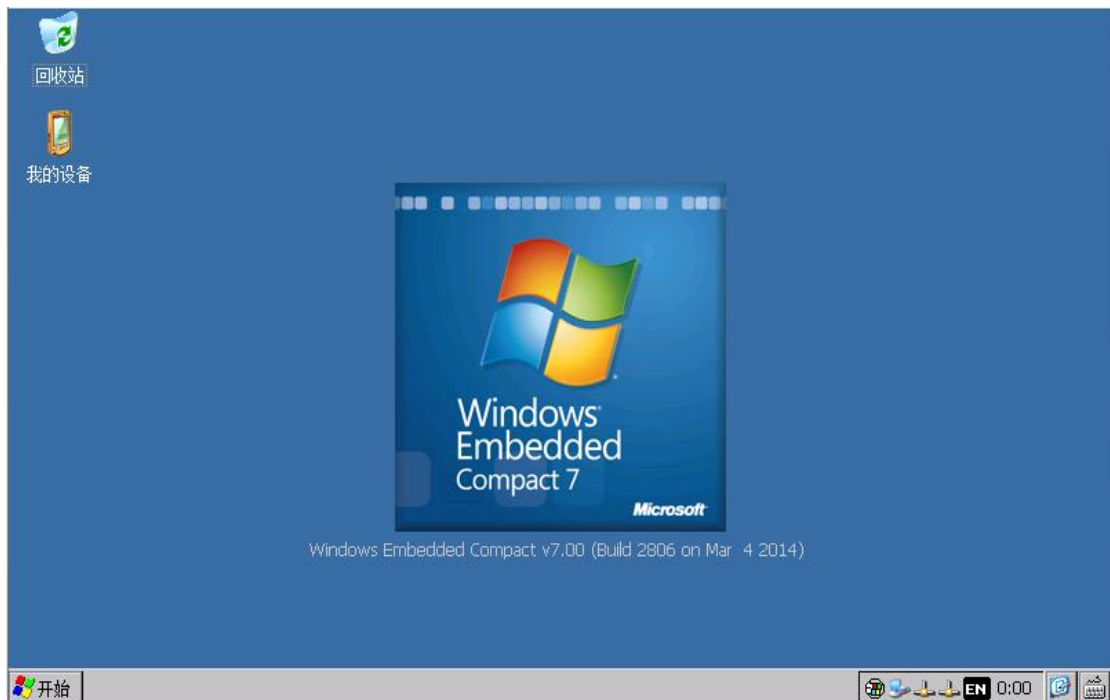 回收站
我的设备
Windows
Embedded
Compact 7
Microsoft
Windows Embedded Compact v7.00 (Build 2806 on Mar 4 2014)
开始
EN 0:00